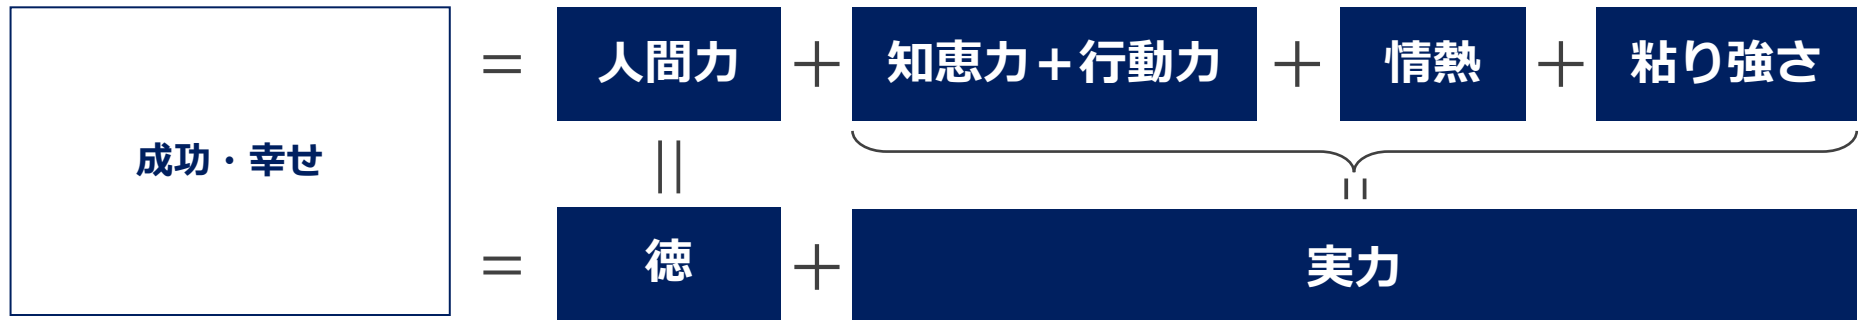 = 人間力 + 知恵力+行動力 + 情熱 + 粘り強さ
成功・幸せ
= 徳 + 実力